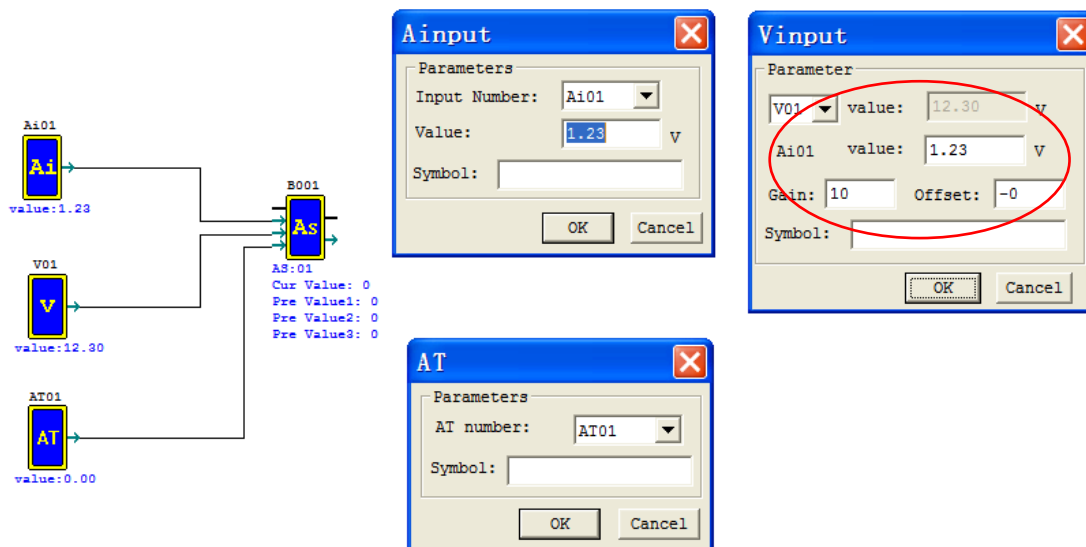 Ai01
Ai
value:1.23
V01
V
value:12.30
AT01
AT
value:0.00
B001
As
AS:01
Cur Value: 0
Pre Value1: 0
Pre Value2: 0
Pre Value3: 0
Ainput
Parameters
Input Number: Ai01
Value: 1.23 V
Symbol:
OK Cancel
AT
Parameters
AT number: AT01
Symbol:
OK Cancel
Vinput
Parameter
V01 value: 12.30 V
Ai01 value: 1.23 V
Gain: 10 Offset: -0
Symbol:
OK Cancel